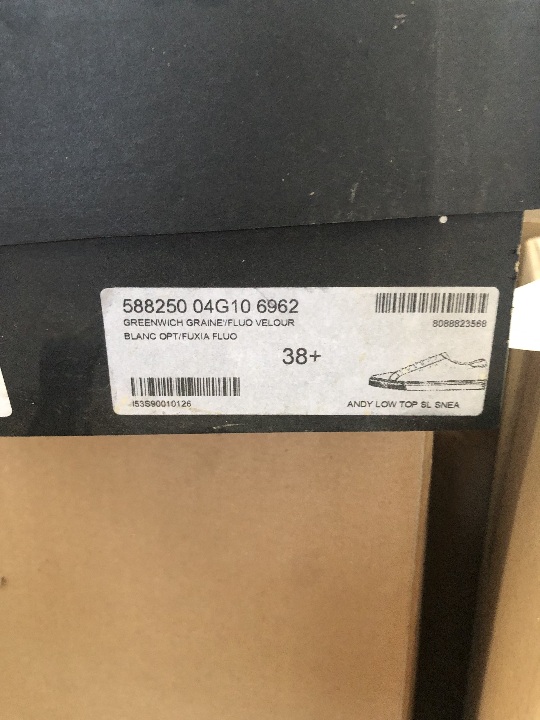 588250 04G10 6962
GREENWICH GRAINE'/FLUO VELOUR
BLANC OPT/FUXIA FLUO
8088823568
38+
I53S90010126
ANDY LOW TOP SL SNEA